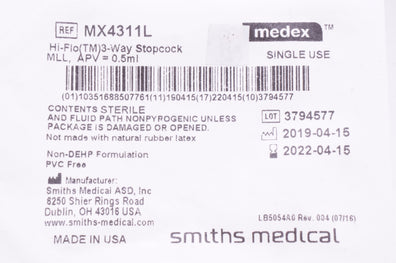 REF MX4311L
medex
Hi-Flo(TM)3-Way Stopcock
MLL, APV = 0.5ml
SINGLE USE
(01)10351688507761(11)190415(17)220415(10)3794577
CONTENTS STERILE
AND FLUID PATH NONPYROGENIC UNLESS
PACKAGE IS DAMAGED OR OPENED.
Not made with natural rubber latex
LOT 3794577
2019-04-15
2022-04-15
Non-DEHP Formulation
PVC Free
Manufacturer:
Smiths Medical ASD, Inc
6250 Shier Rings Road
Dublin, OH 43016 USA
www.smiths-medical.com
LB5054A0 Rev. 004 (07/16)
MADE IN USA
smiths medical